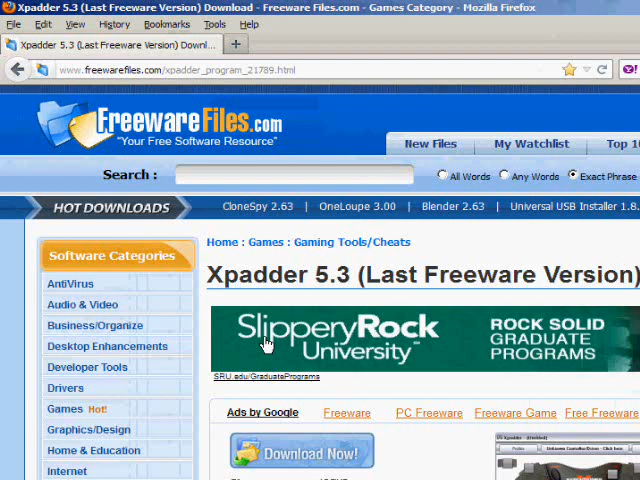 Xpadder 5.3 (Last Freeware Version) Download - Freeware Files.com - Games Category - Mozilla Firefox
File Edit View History Bookmarks Tools Help
Xpadder 5.3 (Last Freeware Version) Downl... +
www.freewarefiles.com/xpadder_program_21789.html
FreewareFiles.com
"Your Free Software Resource"
New Files My Watchlist Top 10
Search : All Words Any Words Exact Phrase
HOT DOWNLOADS CloneSpy 2.63 | OneLoupe 3.00 | Blender 2.63 | Universal USB Installer 1.8.
Home : Games : Gaming Tools/Cheats
Software Categories
Xpadder 5.3 (Last Freeware Version)
AntiVirus
Audio & Video
Business/Organize
Desktop Enhancements
Developer Tools
Drivers
Games Hot!
Graphics/Design
Home & Education
Internet
SlipperyRock
University
ROCK SOLID
GRADUATE
PROGRAMS
SRU.edu/GraduatePrograms
Ads by Google Freeware PC Freeware Freeware Game Free Freeware
Download Now!